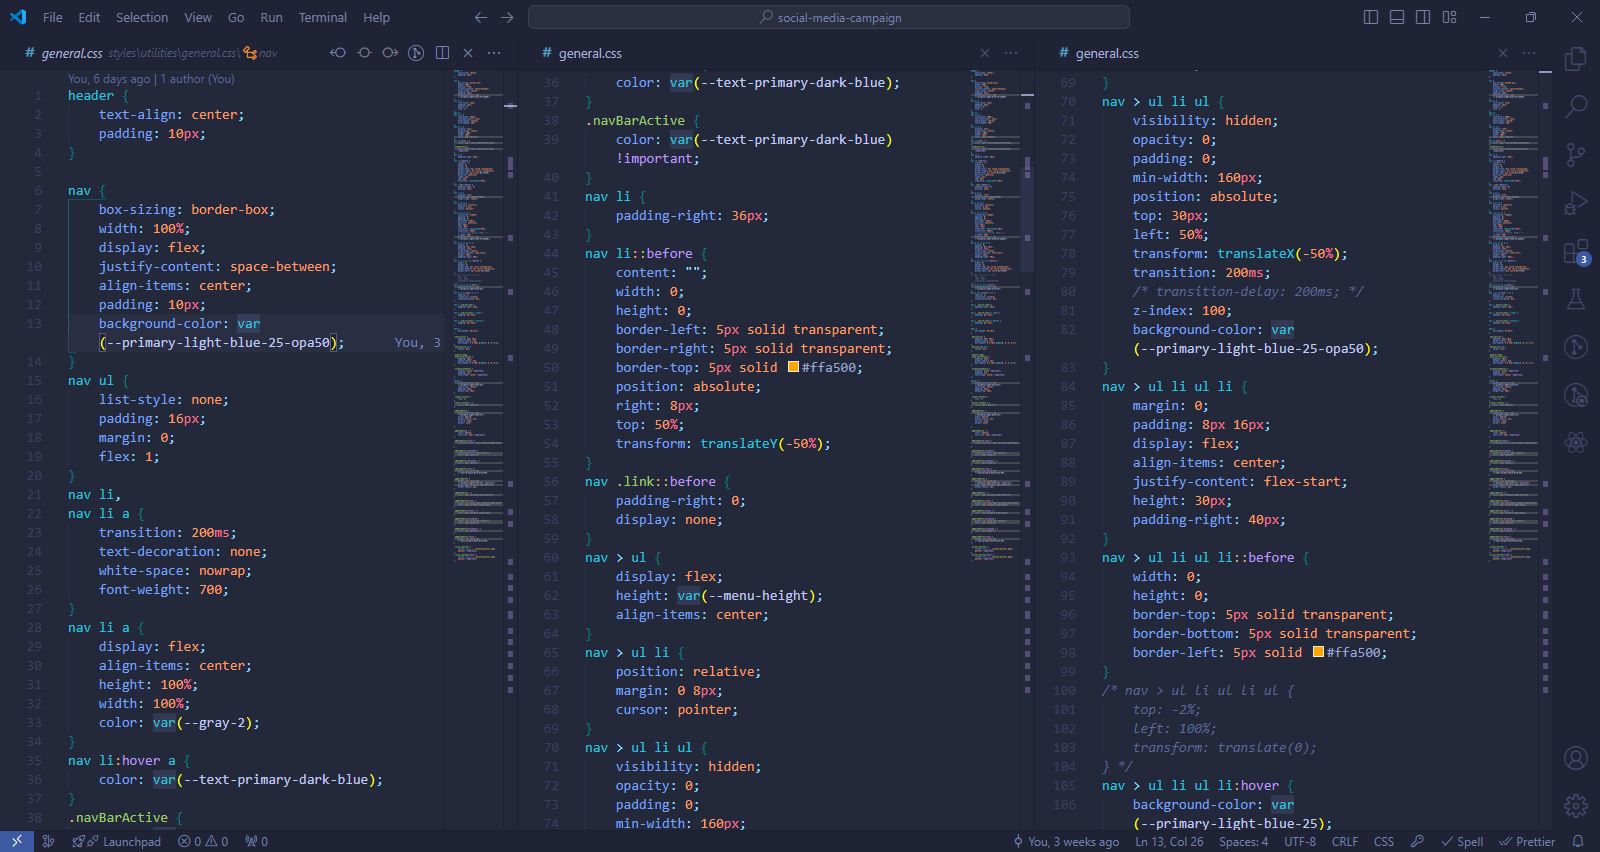 File Edit Selection View Go Run Terminal Help
social-media-campaign
# general.css styles\utilities\general.css\ nav
You, 6 days ago | 1 author (You)
1 header {
2 text-align: center;
3 padding: 10px;
4 }
5
6 nav {
7 box-sizing: border-box;
8 width: 100%;
9 display: flex;
10 justify-content: space-between;
11 align-items: center;
12 padding: 10px;
13 background-color: var
(--primary-light-blue-25-opa50); You, 3
14 }
15 nav ul {
16 list-style: none;
17 padding: 16px;
18 margin: 0;
19 flex: 1;
20 }
21 nav li,
22 nav li a {
23 transition: 200ms;
24 text-decoration: none;
25 white-space: nowrap;
26 font-weight: 700;
27 }
28 nav li a {
29 display: flex;
30 align-items: center;
31 height: 100%;
32 width: 100%;
33 color: var(--gray-2);
34 }
35 nav li:hover a {
36 color: var(--text-primary-dark-blue);
37 }
38 .navBarActive {
# general.css
36 color: var(--text-primary-dark-blue);
37 }
38 .navBarActive {
39 color: var(--text-primary-dark-blue)
!important;
40 }
41 nav li {
42 padding-right: 36px;
43 }
44 nav li::before {
45 content: "";
46 width: 0;
47 height: 0;
48 border-left: 5px solid transparent;
49 border-right: 5px solid transparent;
50 border-top: 5px solid #ffa500;
51 position: absolute;
52 right: 8px;
53 top: 50%;
54 transform: translateY(-50%);
55 }
56 nav .link::before {
57 padding-right: 0;
58 display: none;
59 }
60 nav > ul {
61 display: flex;
62 height: var(--menu-height);
63 align-items: center;
64 }
65 nav > ul li {
66 position: relative;
67 margin: 0 8px;
68 cursor: pointer;
69 }
70 nav > ul li ul {
71 visibility: hidden;
72 opacity: 0;
73 padding: 0;
74 min-width: 160px;
# general.css
69 }
70 nav > ul li ul {
71 visibility: hidden;
72 opacity: 0;
73 padding: 0;
74 min-width: 160px;
75 position: absolute;
76 top: 30px;
77 left: 50%;
78 transform: translateX(-50%);
79 transition: 200ms;
80 /* transition-delay: 200ms; */
81 z-index: 100;
82 background-color: var
(--primary-light-blue-25-opa50);
83 }
84 nav > ul li ul li {
85 margin: 0;
86 padding: 8px 16px;
87 display: flex;
88 align-items: center;
89 justify-content: flex-start;
90 height: 30px;
91 padding-right: 40px;
92 }
93 nav > ul li ul li::before {
94 width: 0;
95 height: 0;
96 border-top: 5px solid transparent;
97 border-bottom: 5px solid transparent;
98 border-left: 5px solid #ffa500;
99 }
100 /* nav > ul li ul li ul {
101 top: -2%;
102 left: 100%;
103 transform: translate(0);
104 } */
105 nav > ul li ul li:hover {
106 background-color: var
(--primary-light-blue-25);
3
Launchpad 0 0 0
You, 3 weeks ago Ln 13, Col 26 Spaces: 4 UTF-8 CRLF CSS Spell Prettier